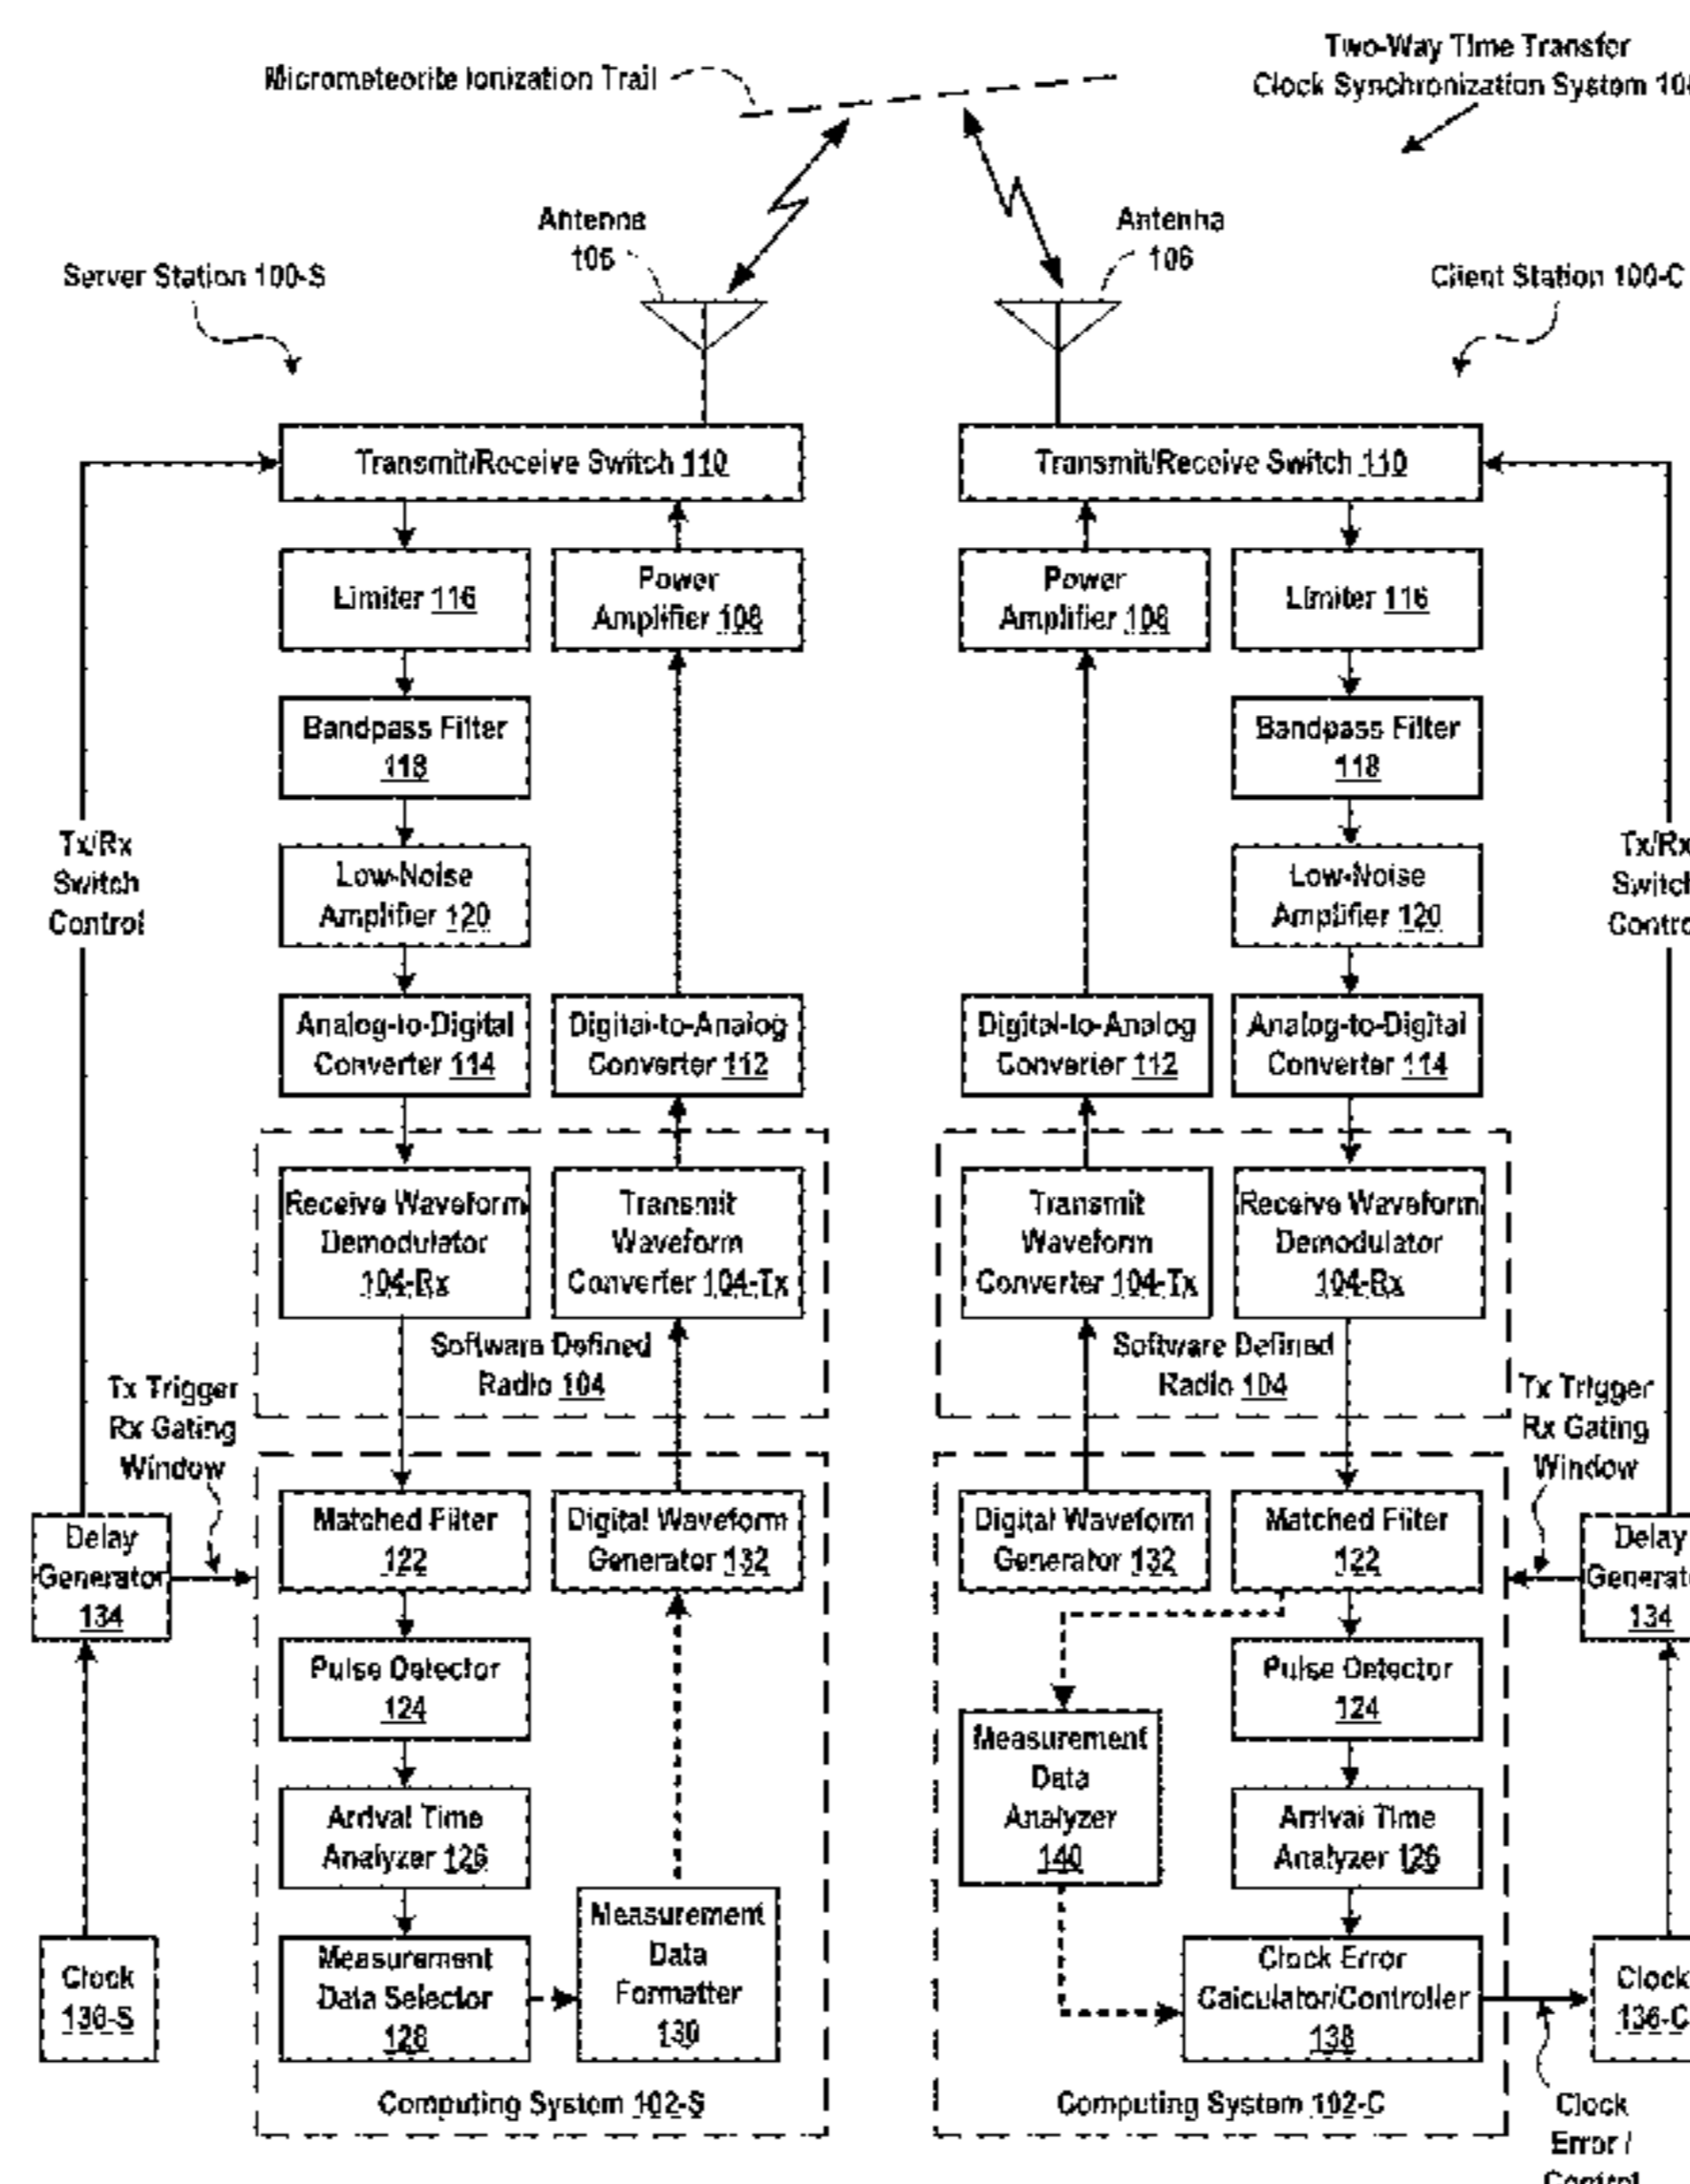 Two-Way Time Transfer
Clock Synchronization System
Micrometeorite Ionization Trail
Antenna
106
Antenna
106
Server Station 100-S
Client Station 100-C
Transmit/Receive Switch 110
Limiter 116
Power
Amplifier 108
Bandpass Filter
118
Tx/Rx
Switch
Control
Low-Noise
Amplifier 120
Analog-to-Digital
Converter 114
Digital-to-Analog
Converter 112
Receive Waveform
Demodulator
104-Rx
Transmit
Waveform
Converter 104-Tx
Software Defined
Radio 104
Tx Trigger
Rx Gating
Window
Delay
Generator
134
Matched Filter
122
Digital Waveform
Generator 132
Pulse Detector
124
Arrival Time
Analyzer 126
Clock
136-S
Measurement
Data Selector
128
Measurement
Data
Formatter
130
Computing System 102-S
Transmit/Receive Switch 110
Power
Amplifier 108
Limiter 116
Bandpass Filter
118
Tx/Rx
Low-Noise
Amplifier 120
Digital-to-Analog
Converter 112
Analog-to-Digital
Converter 114
Transmit
Waveform
Converter 104-Tx
Receive Waveform
Demodulator
104-Rx
Software Defined
Radio 104
Tx Trigger
Rx Gating
Window
Digital Waveform
Generator 132
Matched Filter
122
Delay
134
Measurement
Data
Analyzer
140
Pulse Detector
124
Arrival Time
Analyzer 126
Clock Error
Calculator/Controller
138
Clock
136-C
Computing System 102-C
Clock
Error /